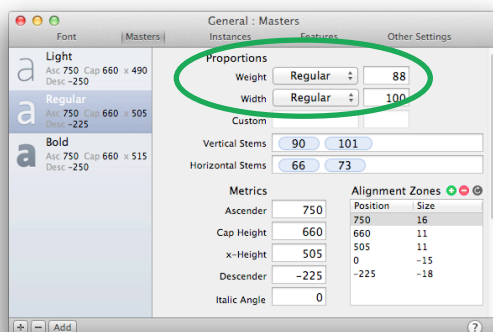 General : Masters
Font Masters Instances Features Other Settings
a Light
Asc 750 Cap 660 x 490
Desc -250
a Regular
Asc 750 Cap 660 x 505
Desc -225
a Bold
Asc 750 Cap 660 x 515
Desc -250
Proportions
Weight Regular 88
Width Regular 100
Custom
Vertical Stems 90 101
Horizontal Stems 66 73
Metrics
Ascender 750
Cap Height 660
x-Height 505
Descender -225
Italic Angle 0
Alignment Zones
Position Size
750 16
660 11
505 11
0 -15
-225 -18
+ - Add ?